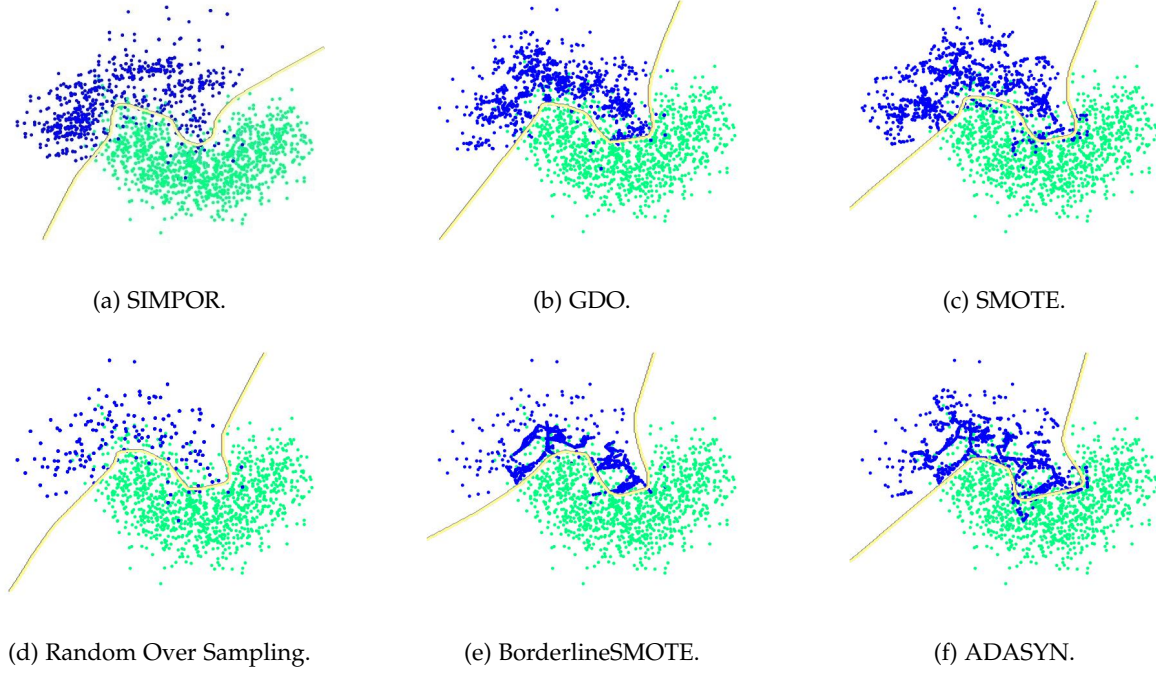 (a) SIMPOR.
(b) GDO.
(c) SMOTE.
(d) Random Over Sampling.
(e) BorderlineSMOTE.
(f) ADASYN.